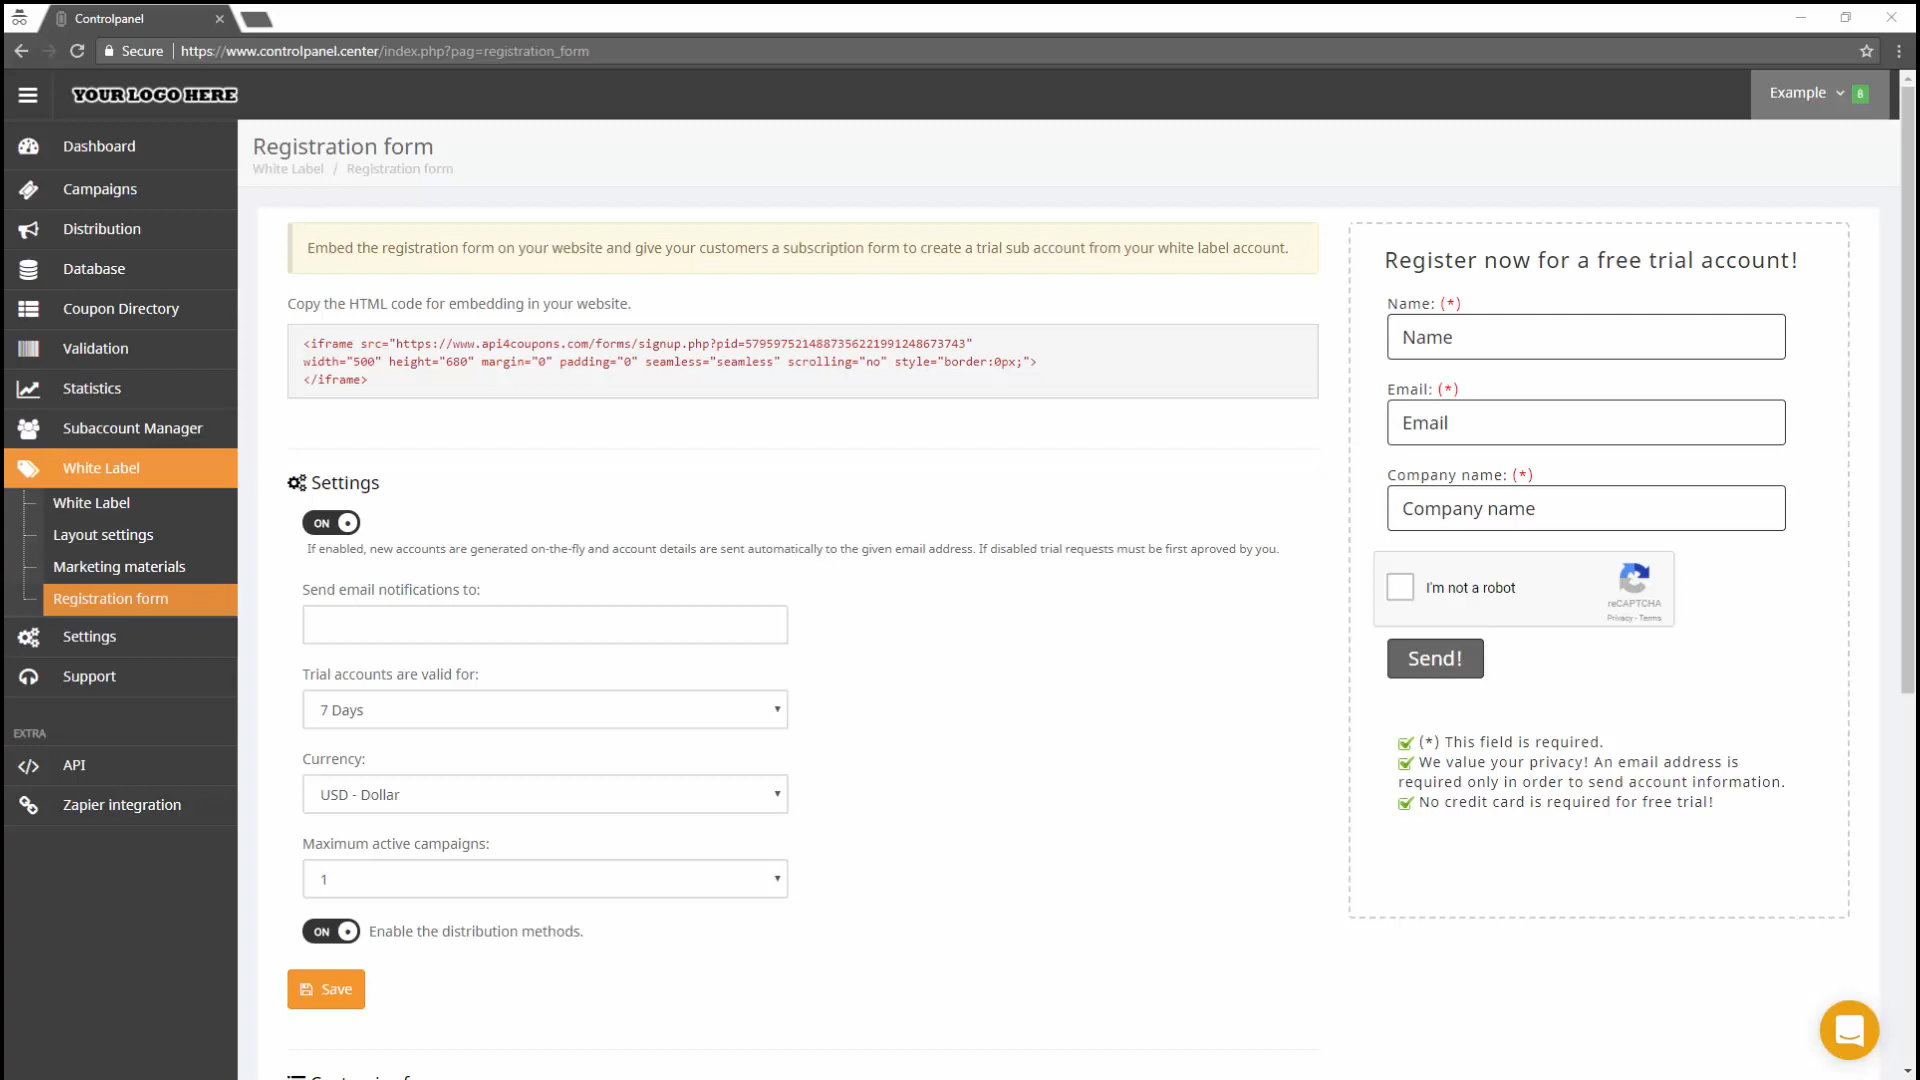 Controlpanel
Secure
https://www.controlpanel.center/index.php?pag=registration_form
YOUR LOGO HERE
Example
8
Dashboard
Campaigns
Distribution
Database
Coupon Directory
Validation
Statistics
Subaccount Manager
White Label
White Label
Layout settings
Marketing materials
Registration form
Settings
Support
EXTRA
API
Zapier integration
Registration form
White Label / Registration form
Embed the registration form on your website and give your customers a subscription form to create a trial sub account from your white label account.
Copy the HTML code for embedding in your website.
<iframe src="https://www.api4coupons.com/forms/signup.php?pid=5795975214887356221991248673743"
width="500" height="680" margin="0" padding="0" seamless="seamless" scrolling="no" style="border:0px;">
</iframe>
Settings
ON
If enabled, new accounts are generated on-the-fly and account details are sent automatically to the given email address. If disabled trial requests must be first aproved by you.
Send email notifications to:
Trial accounts are valid for:
7 Days
Currency:
USD - Dollar
Maximum active campaigns:
1
ON Enable the distribution methods.
Save
Register now for a free trial account!
Name: (*)
Name
Email: (*)
Email
Company name: (*)
Company name
I'm not a robot
reCAPTCHA
Privacy - Terms
Send!
(*) This field is required.
We value your privacy! An email address is
required only in order to send account information.
No credit card is required for free trial!